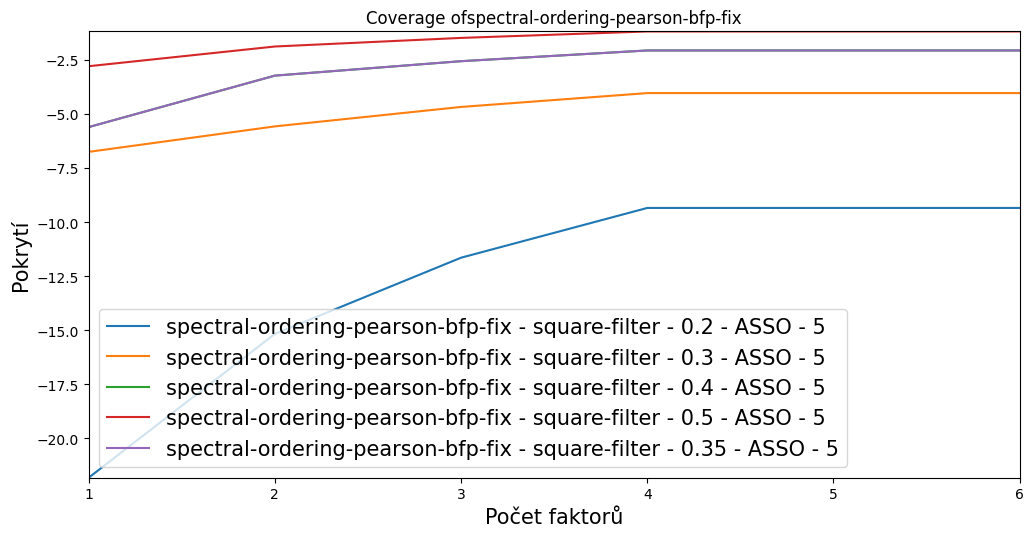 Coverage ofspectral-ordering-pearson-bfp-fix
Pokrytí
−2.5
−5.0
−7.5
−10.0
−12.5
−15.0
−17.5
−20.0
spectral-ordering-pearson-bfp-fix - square-filter - 0.2 - ASSO - 5
spectral-ordering-pearson-bfp-fix - square-filter - 0.3 - ASSO - 5
spectral-ordering-pearson-bfp-fix - square-filter - 0.4 - ASSO - 5
spectral-ordering-pearson-bfp-fix - square-filter - 0.5 - ASSO - 5
spectral-ordering-pearson-bfp-fix - square-filter - 0.35 - ASSO - 5
1 2 3 4 5 6
Počet faktorů